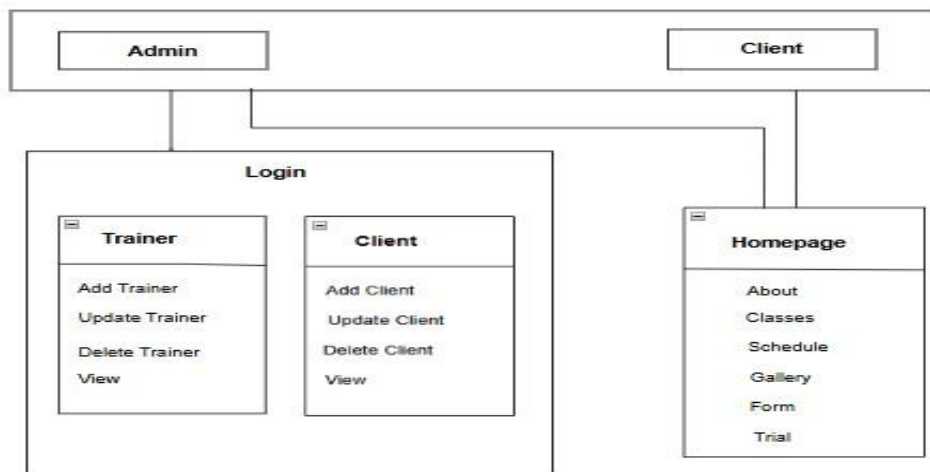 Admin
Client
Login
Trainer
Add Trainer
Update Trainer
Delete Trainer
View
Client
Add Client
Update Client
Delete Client
View
Homepage
About
Classes
Schedule
Gallery
Form
Trial